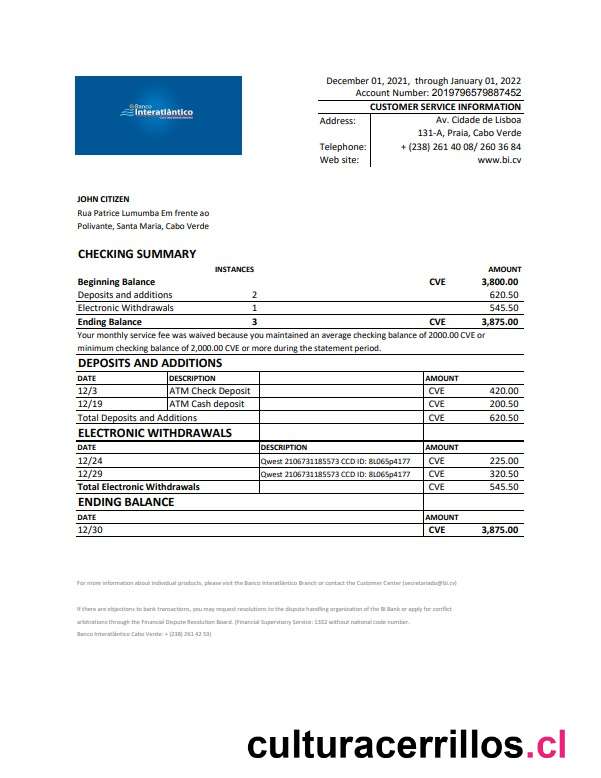 December 01, 2021, through January 01, 2022
Account Number: 2019796579887452
Banco
Interatlântico
CUSTOMER SERVICE INFORMATION
Address: Av. Cidade de Lisboa
131-A, Praia, Cabo Verde
Telephone: + (238) 261 40 08/ 260 36 84
Web site: www.bi.cv
JOHN CITIZEN
Rua Patrice Lumumba Em frente ao
Polivante, Santa Maria, Cabo Verde
CHECKING SUMMARY
INSTANCES AMOUNT
Beginning Balance CVE 3,800.00
Deposits and additions 2 620.50
Electronic Withdrawals 1 545.50
Ending Balance 3 CVE 3,875.00
Your monthly service fee was waived because you maintained an average checking balance of 2000.00 CVE or
minimum checking balance of 2,000.00 CVE or more during the statement period.
DEPOSITS AND ADDITIONS
DATE DESCRIPTION AMOUNT
12/3 ATM Check Deposit CVE 420.00
12/19 ATM Cash deposit CVE 200.50
Total Deposits and Additions CVE 620.50
ELECTRONIC WITHDRAWALS
DATE DESCRIPTION AMOUNT
12/24 Qwest 2106731185573 CCD ID: 8L065p4177 CVE 225.00
12/29 Qwest 2106731185573 CCD ID: 8L065p4177 CVE 320.50
Total Electronic Withdrawals CVE 545.50
ENDING BALANCE
DATE AMOUNT
12/30 CVE 3,875.00
For more information about individual products, please visit the Banco Interatlântico Branch or contact the Customer Center (secretariado@bi.cv)
If there are objections to bank transactions, you may request resolutions to the dispute handling organization of the BI Bank or apply for conflict
arbitrations through the Financial Dispute Resolution Board. (Financial Supervisory Service: 1332 without national code number.
Banco Interatlântico Cabo Verde: + (238) 261 42 53)
culturacerrillos.cl